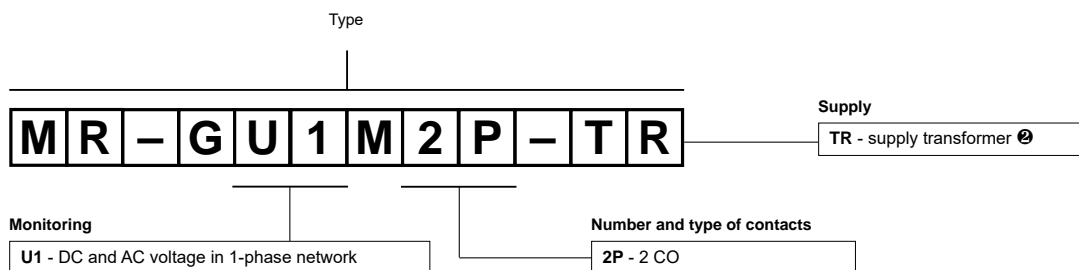 Type
MR–GU1M2P–TR
Supply
TR - supply transformer ❷
Monitoring
U1 - DC and AC voltage in 1-phase network
Number and type of contacts
2P - 2 CO